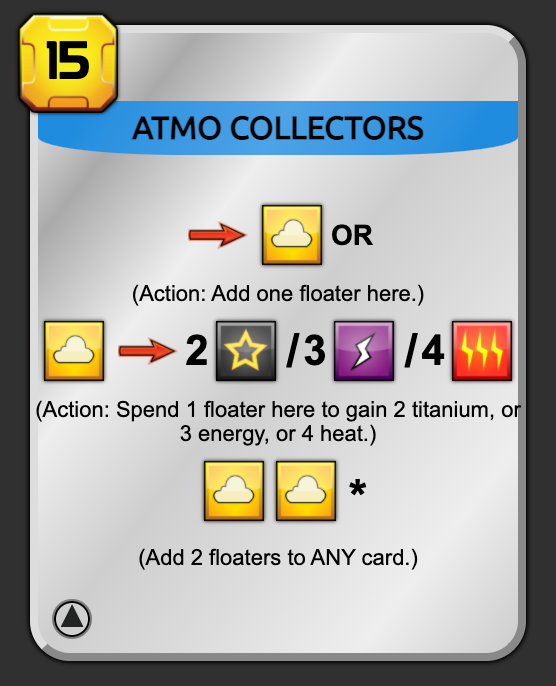 15
ATMO COLLECTORS
OR
(Action: Add one floater here.)
2 /3 /4
(Action: Spend 1 floater here to gain 2 titanium, or
3 energy, or 4 heat.)
*
(Add 2 floaters to ANY card.)